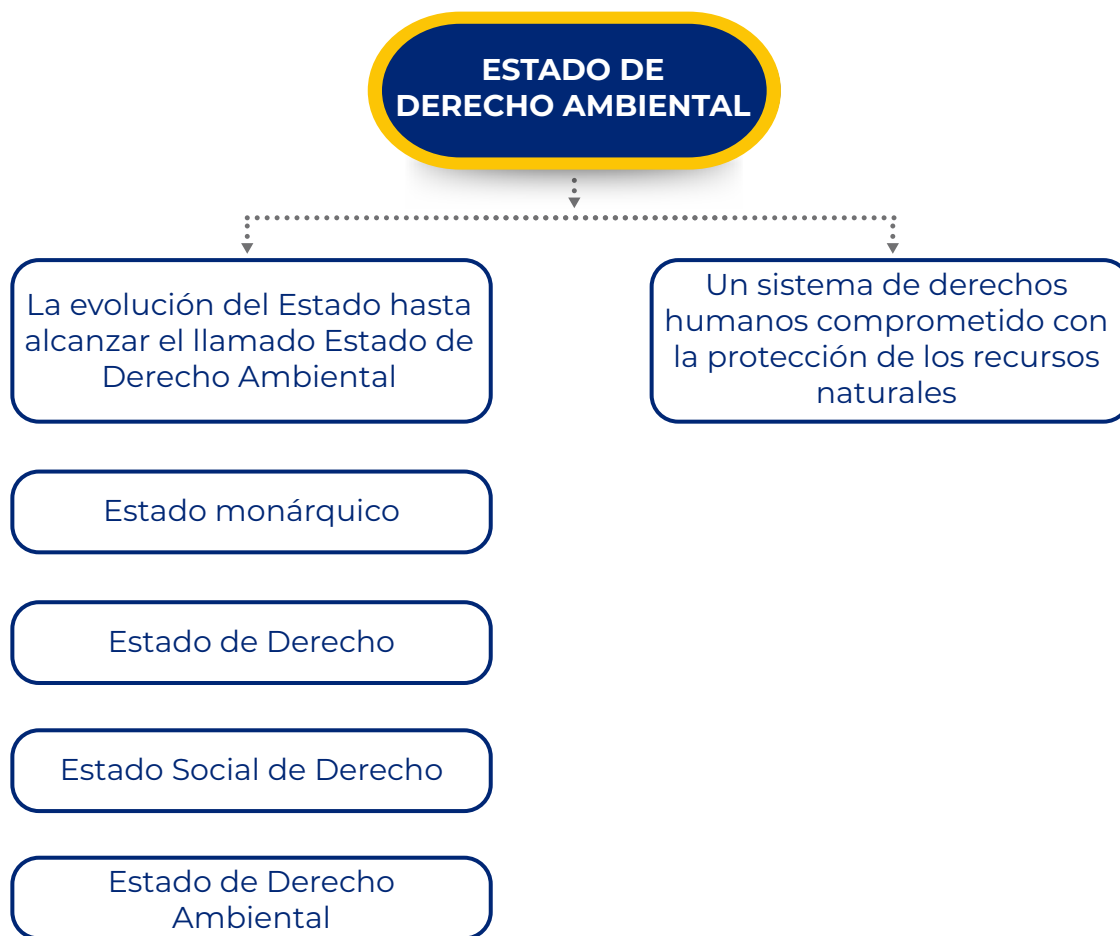 ESTADO DE
DERECHO AMBIENTAL
La evolución del Estado hasta
alcanzar el llamado Estado de
Derecho Ambiental
Un sistema de derechos
humanos comprometido con
la protección de los recursos
naturales
Estado monárquico
Estado de Derecho
Estado Social de Derecho
Estado de Derecho
Ambiental